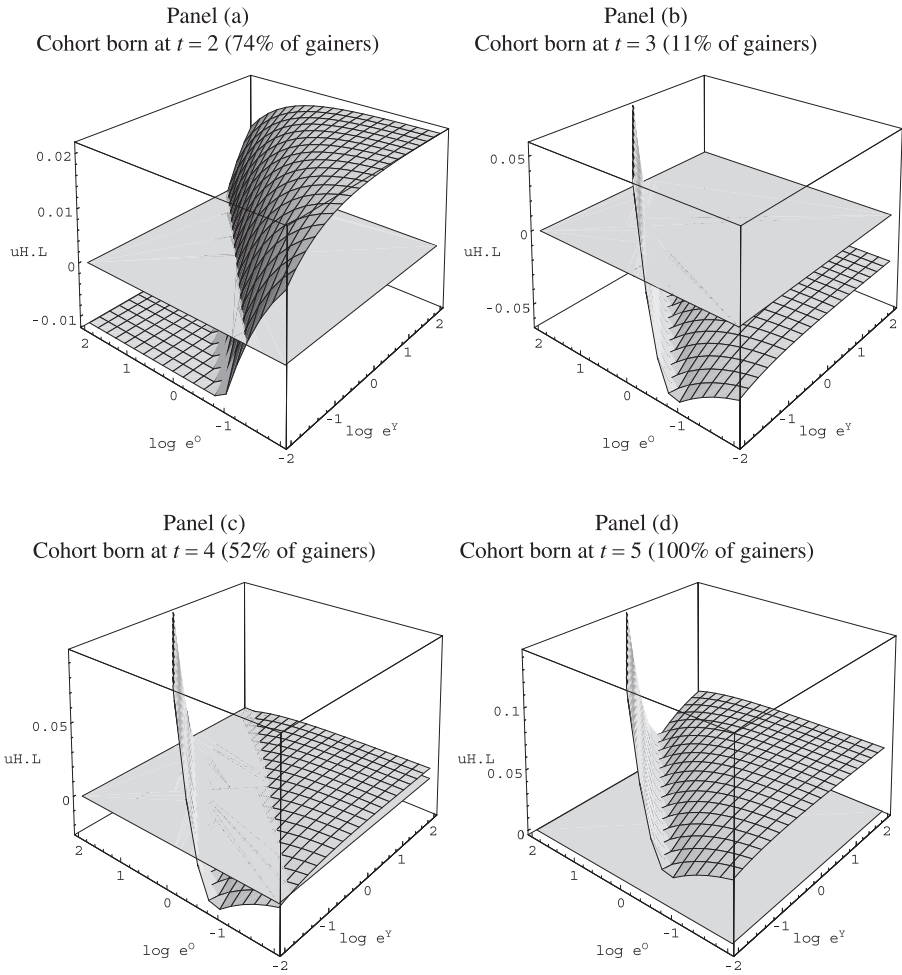 Panel (a)
Cohort born at t = 2 (74% of gainers)
0.02
0.01
uH.L
0
-0.01
2
1
0
-1
-2
log e^O
-1
0
1
2
log e^Y
Panel (b)
Cohort born at t = 3 (11% of gainers)
0.05
0
uH.L
-0.05
2
1
0
-1
-2
log e^O
-1
0
1
2
log e^Y
Panel (c)
Cohort born at t = 4 (52% of gainers)
0.05
uH.L
0
2
1
0
-1
-2
log e^O
-1
0
1
2
log e^Y
Panel (d)
Cohort born at t = 5 (100% of gainers)
0.1
uH.L
0.05
0
2
1
0
-1
-2
log e^O
-1
0
1
2
log e^Y